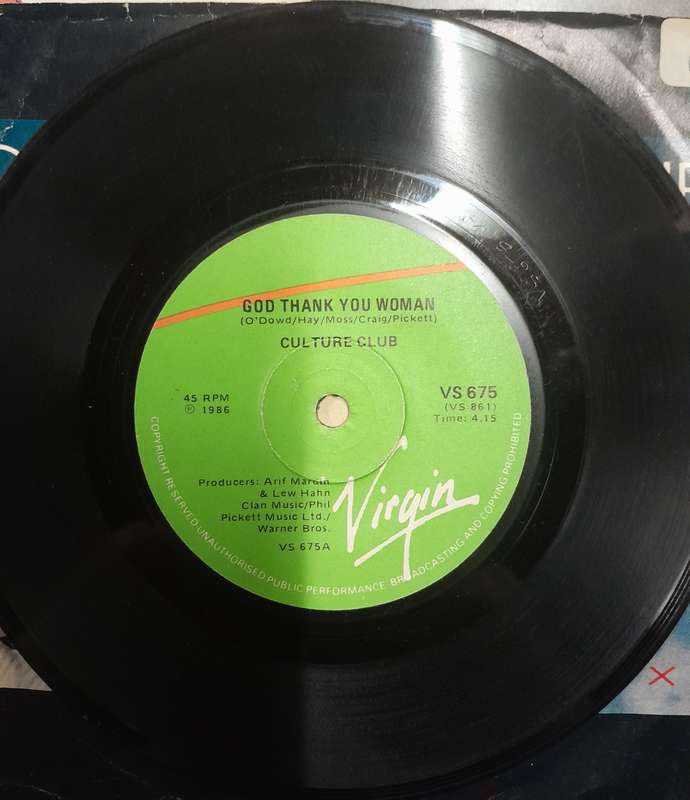 GOD THANK YOU WOMAN
(O'Dowd/Hay/Moss/Craig/Pickett)
CULTURE CLUB
45 RPM
℗ 1986
VS 675
(VS 861)
Time: 4.15
Producers: Arif Mardin
& Lew Hahn
Clan Music/Phil
Pickett Music Ltd./
Warner Bros.
VS 675A
Virgin
COPYRIGHT RESERVED UNAUTHORISED PUBLIC PERFORMANCE BROADCASTING AND COPYING PROHIBITED